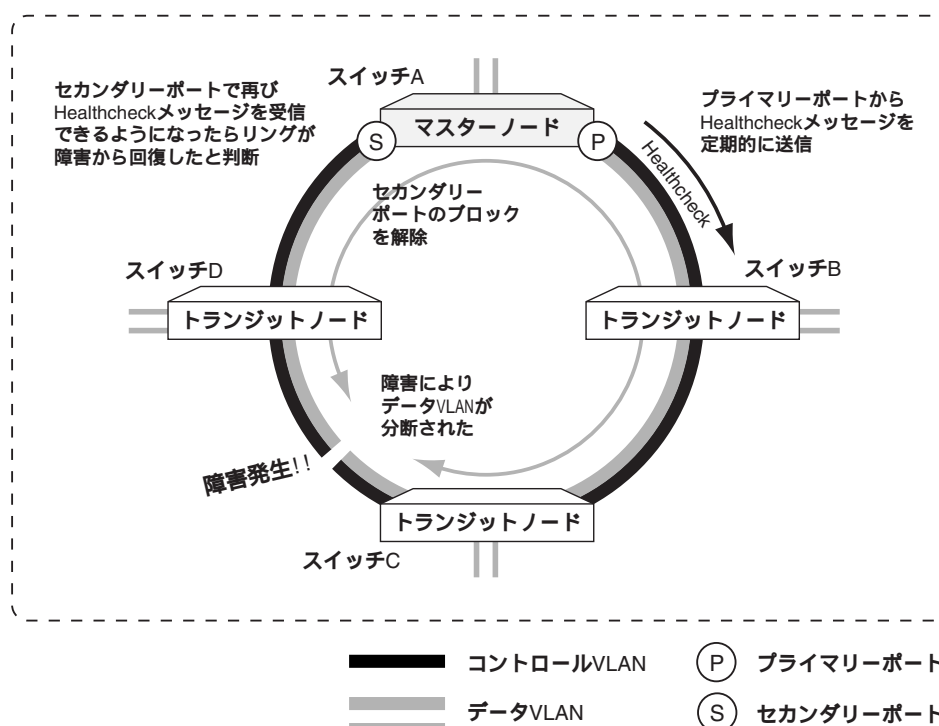 スイッチA
セカンダリーポートで再び
Healthcheckメッセージを受信
できるようになったらリングが
障害から回復したと判断
マスターノード
S
P
プライマリーポートから
Healthcheckメッセージを
定期的に送信
Healthcheck
セカンダリー
ポートのブロック
を解除
スイッチD
スイッチB
トランジットノード
トランジットノード
障害により
データVLANが
分断された
障害発生!!
トランジットノード
スイッチC
コントロールVLAN
P プライマリーポート
データVLAN
S セカンダリーポート